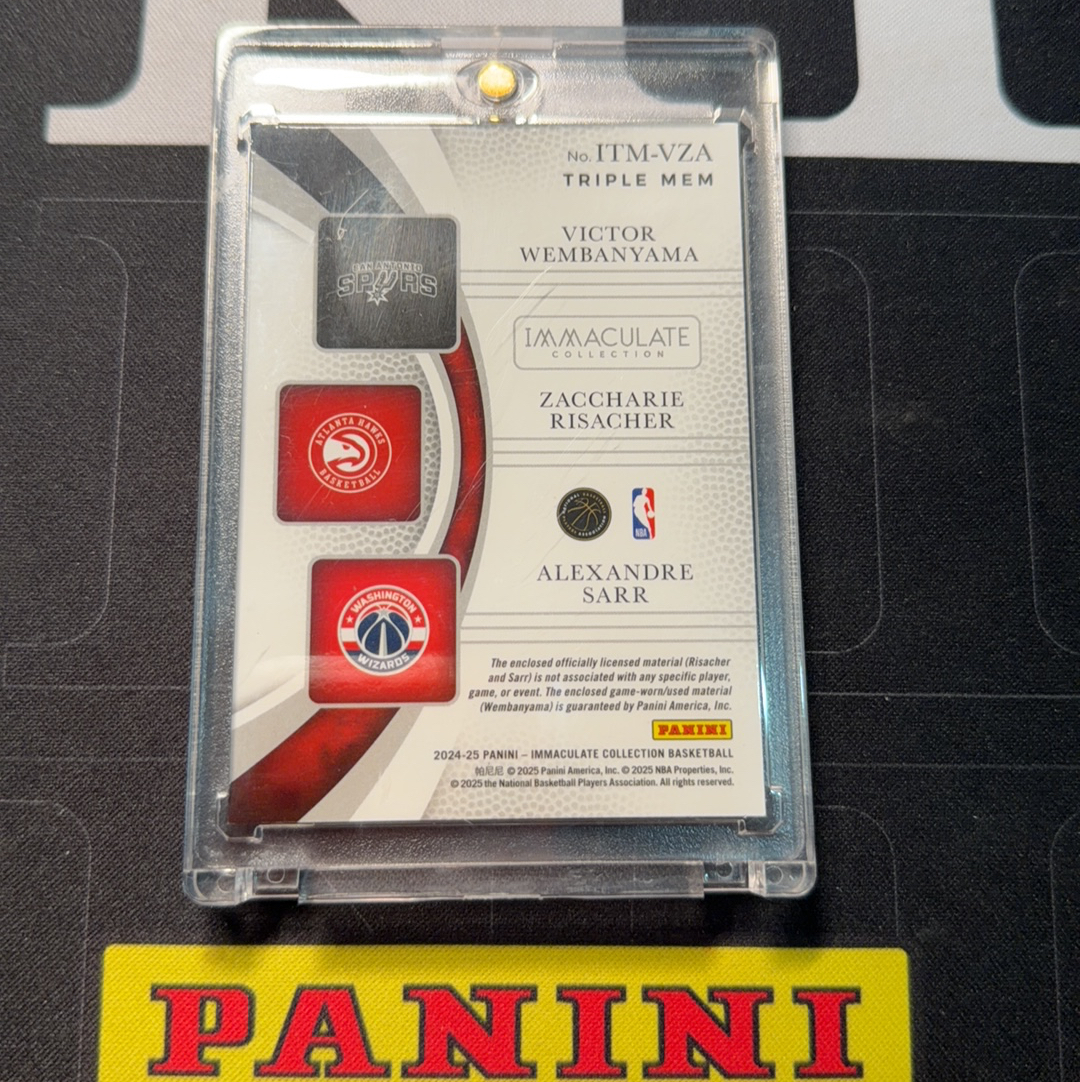 No. ITM-VZA
TRIPLE MEM
VICTOR
WEMBANYAMA
SAN ANTONIO
SPURS
IMMACULATE
COLLECTION
ZACCHARIE
RISACHER
ATLANTA HAWKS
BASKETBALL
NBA
ALEXANDRE
SARR
WASHINGTON
WIZARDS
The enclosed officially licensed material (Risacher
and Sarr) is not associated with any specific player,
game, or event. The enclosed game-worn/used material
(Wembanyama) is guaranteed by Panini America, Inc.
PANINI
2024-25 PANINI – IMMACULATE COLLECTION BASKETBALL
帕尼尼 © 2025 Panini America, Inc. © 2025 NBA Properties, Inc.
© 2025 the National Basketball Players Association. All rights reserved.
PANINI